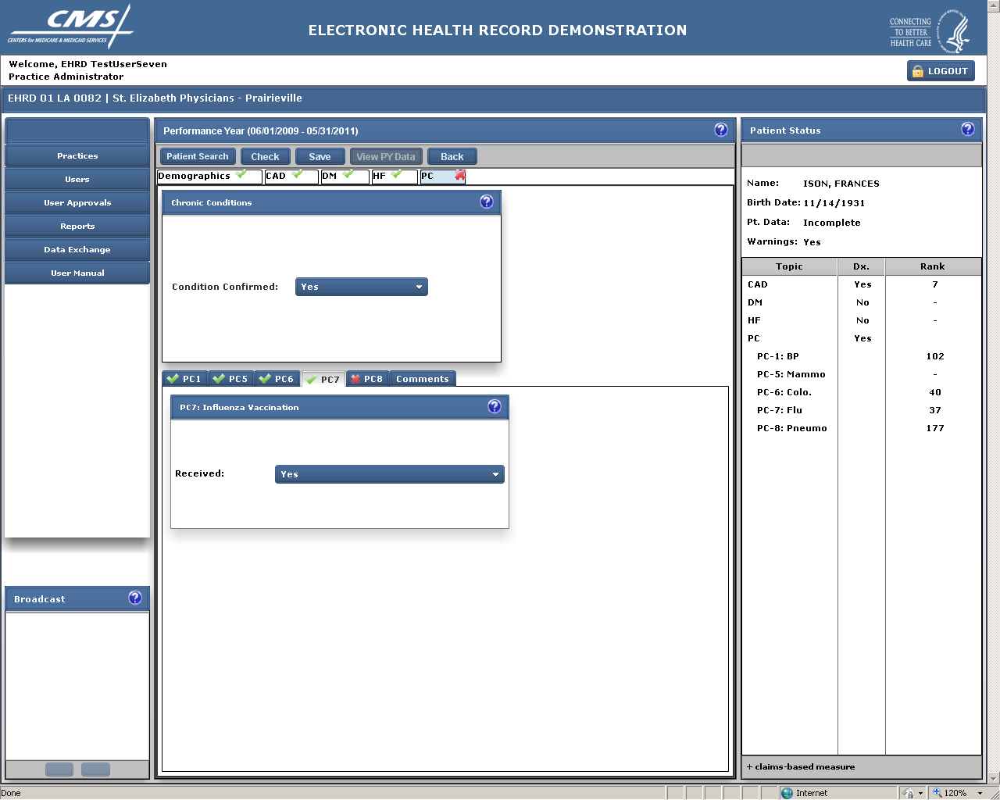 CMS
CENTERS for MEDICARE & MEDICAID SERVICES
ELECTRONIC HEALTH RECORD DEMONSTRATION
CONNECTING
TO BETTER
HEALTH CARE
Welcome, EHRD TestUserSeven
Practice Administrator
LOGOUT
EHRD 01 LA 0082 | St. Elizabeth Physicians - Prairieville
Practices
Users
User Approvals
Reports
Data Exchange
User Manual
Broadcast
Performance Year (06/01/2009 - 05/31/2011)
Patient Search Check Save View PY Data Back
Demographics CAD DM HF PC
Chronic Conditions
Condition Confirmed: Yes
PC1 PC5 PC6 PC7 PC8 Comments
PC7: Influenza Vaccination
Received: Yes
Patient Status
Name: ISON, FRANCES
Birth Date: 11/14/1931
Pt. Data: Incomplete
Warnings: Yes
Topic Dx. Rank
CAD Yes 7
DM No -
HF No -
PC Yes
PC-1: BP 102
PC-5: Mammo -
PC-6: Colo. 40
PC-7: Flu 37
PC-8: Pneumo 177
+ claims-based measure
Done Internet 120%